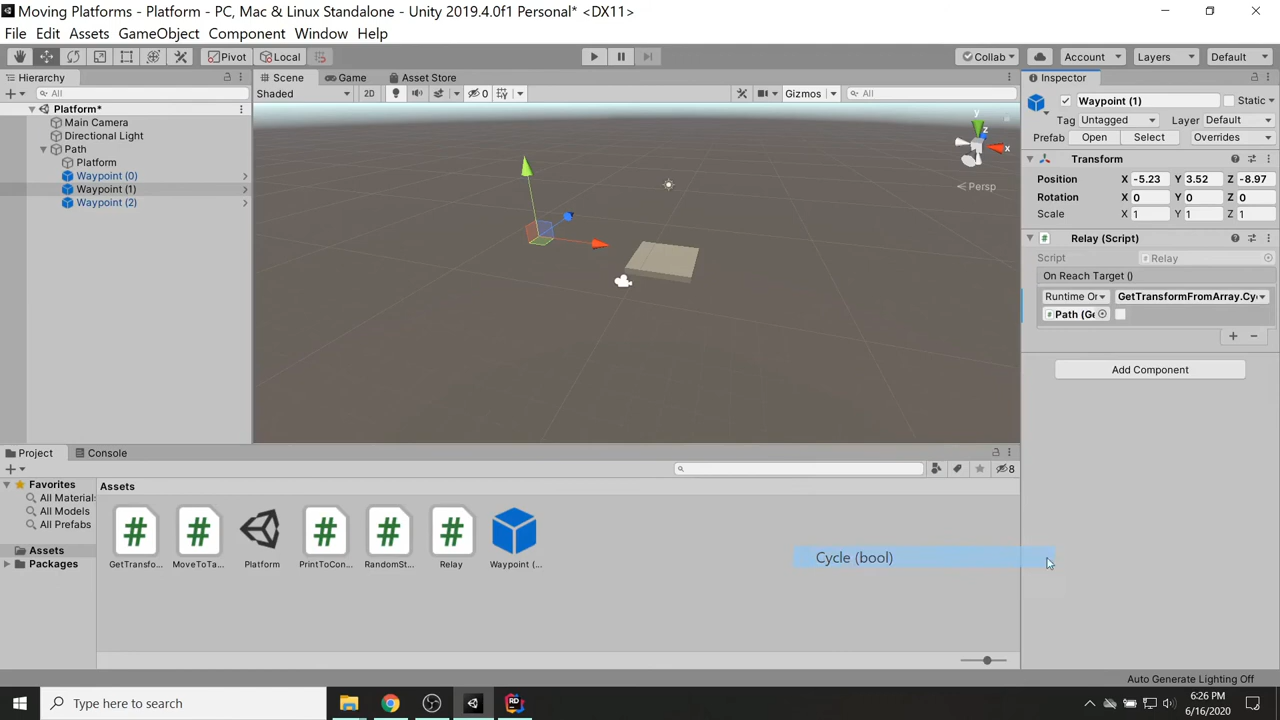 Moving Platforms - Platform - PC, Mac & Linux Standalone - Unity 2019.4.0f1 Personal* <DX11>
File Edit Assets GameObject Component Window Help
Pivot Local Collab Account Layers Default
Hierarchy
All
Platform*
Main Camera
Directional Light
Path
Platform
Waypoint (0)
Waypoint (1)
Waypoint (2)
Scene Game Asset Store
Shaded 2D 0 Gizmos All
y
z
x
Persp
Inspector
Waypoint (1) Static
Tag Untagged Layer Default
Prefab Open Select Overrides
Transform
Position X -5.23 Y 3.52 Z -8.97
Rotation X 0 Y 0 Z 0
Scale X 1 Y 1 Z 1
Relay (Script)
Script Relay
On Reach Target ()
Runtime Or GetTransformFromArray.Cy
Path (Ge
Add Component
Project Console
8
Favorites
All Material
All Models
All Prefabs
Assets
Packages
Assets
GetTransfo... MoveToTa... Platform PrintToCon... RandomSt... Relay Waypoint (...
Cycle (bool)
Auto Generate Lighting Off
Type here to search
RD
6:26 PM
6/16/2020